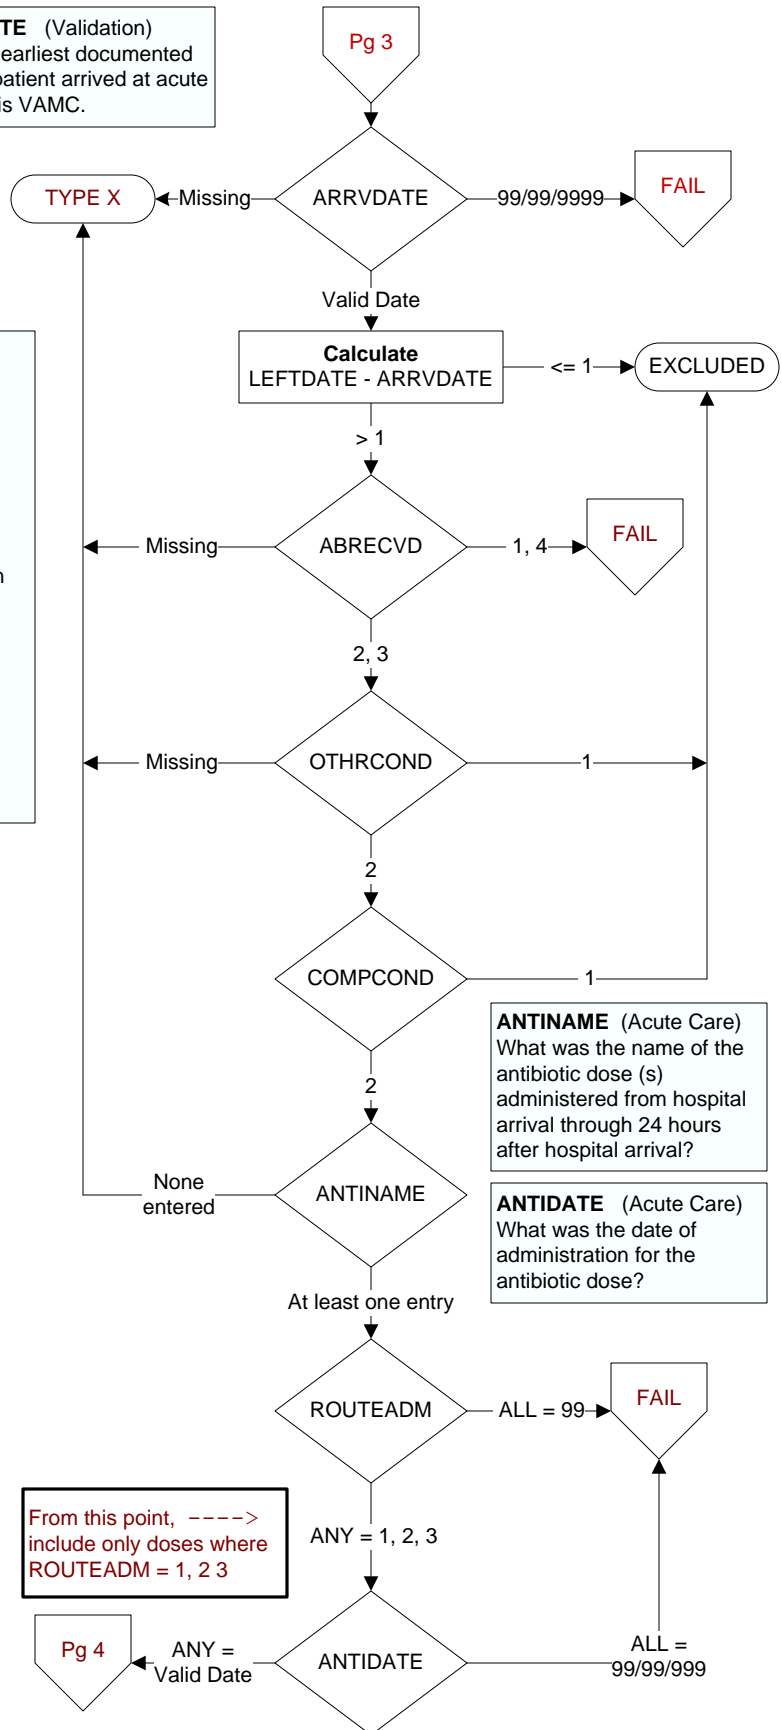 TE (Validation)
earliest documented
patient arrived at acute
is VAMC.
Pg 3
TYPE X
Missing
ARRVDATE
99/99/9999
FAIL
Valid Date
Calculate
LEFTDATE - ARRVDATE
<= 1
EXCLUDED
> 1
Missing
ABRECVD
1, 4
FAIL
n
2, 3
Missing
OTHRCOND
1
2
COMPCOND
1
ANTINAME (Acute Care)
What was the name of the
antibiotic dose (s)
administered from hospital
arrival through 24 hours
after hospital arrival?
2
None
entered
ANTINAME
ANTIDATE (Acute Care)
What was the date of
administration for the
antibiotic dose?
At least one entry
ROUTEADM
ALL = 99
FAIL
From this point, ---->
include only doses where
ROUTEADM = 1, 2 3
ANY = 1, 2, 3
Pg 4
ANY =
Valid Date
ANTIDATE
ALL =
99/99/999